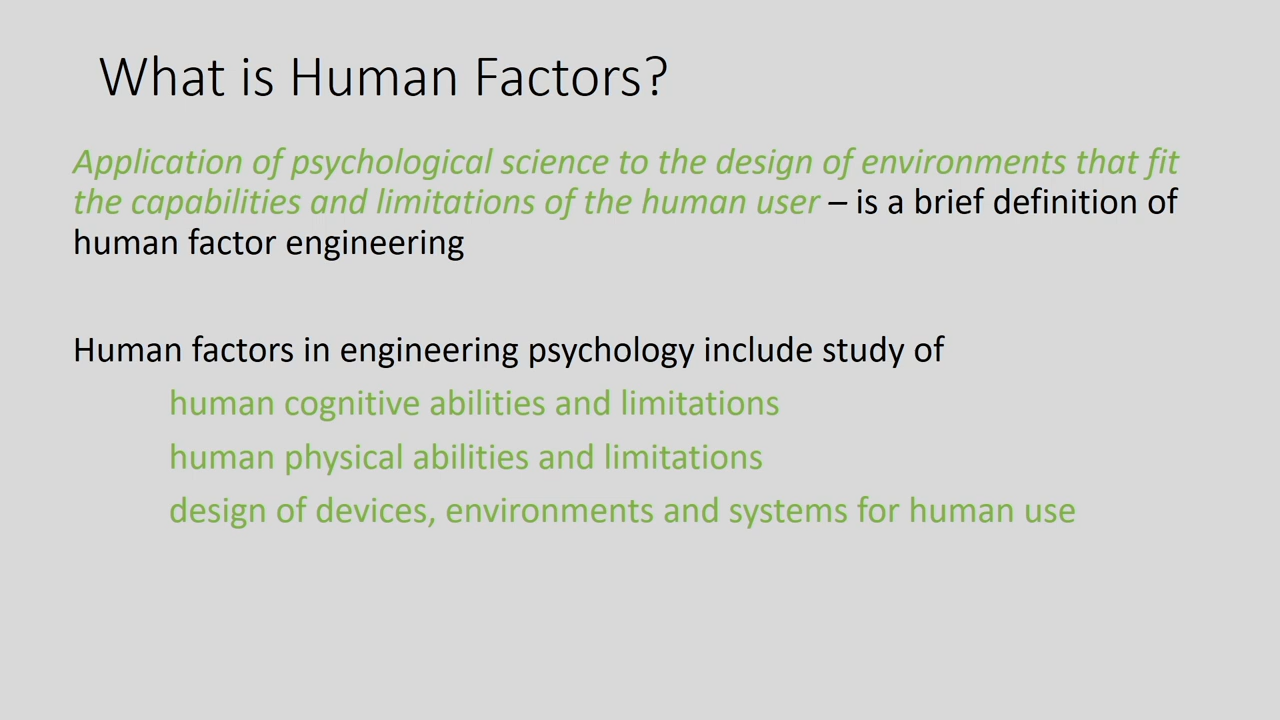 What is Human Factors?
Application of psychological science to the design of environments that fit
the capabilities and limitations of the human user – is a brief definition of
human factor engineering
Human factors in engineering psychology include study of
human cognitive abilities and limitations
human physical abilities and limitations
design of devices, environments and systems for human use